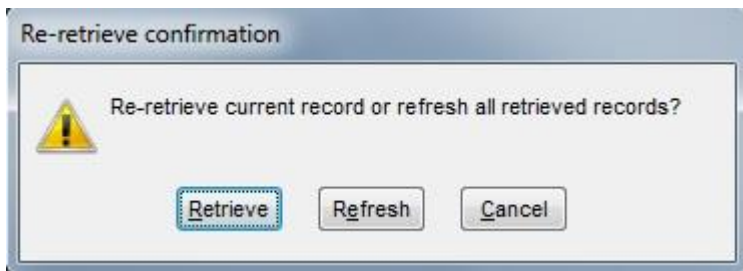 Re-retrieve confirmation
Re-retrieve current record or refresh all retrieved records?
Retrieve Refresh Cancel